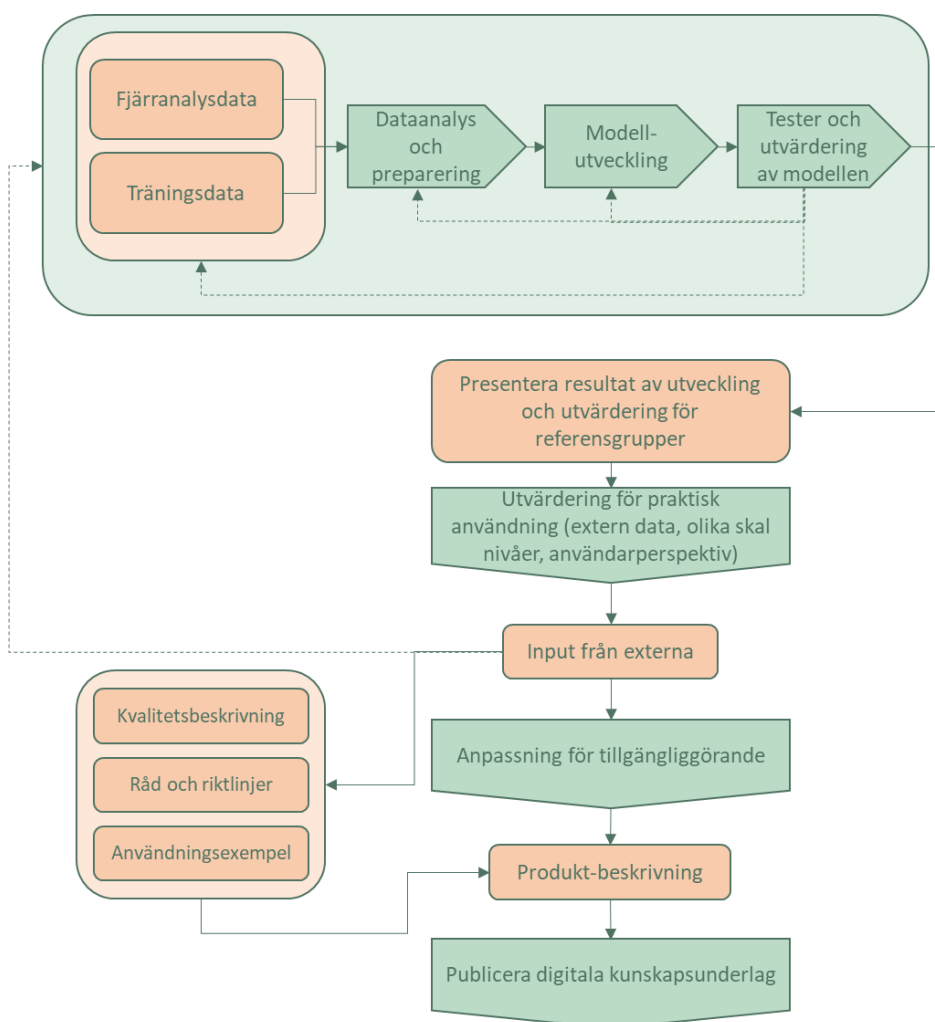 Fjärranalysdata
Träningsdata
Dataanalys
och
preparering
Modell-
utveckling
Tester och
utvärdering
av modellen
Presentera resultat av utveckling
och utvärdering för
referensgrupper
Utvärdering för praktisk
användning (extern data, olika skal
nivåer, användarperspektiv)
Input från externa
Kvalitetsbeskrivning
Råd och riktlinjer
Användningsexempel
Anpassning för tillgängliggörande
Produkt-beskrivning
Publicera digitala kunskapsunderlag